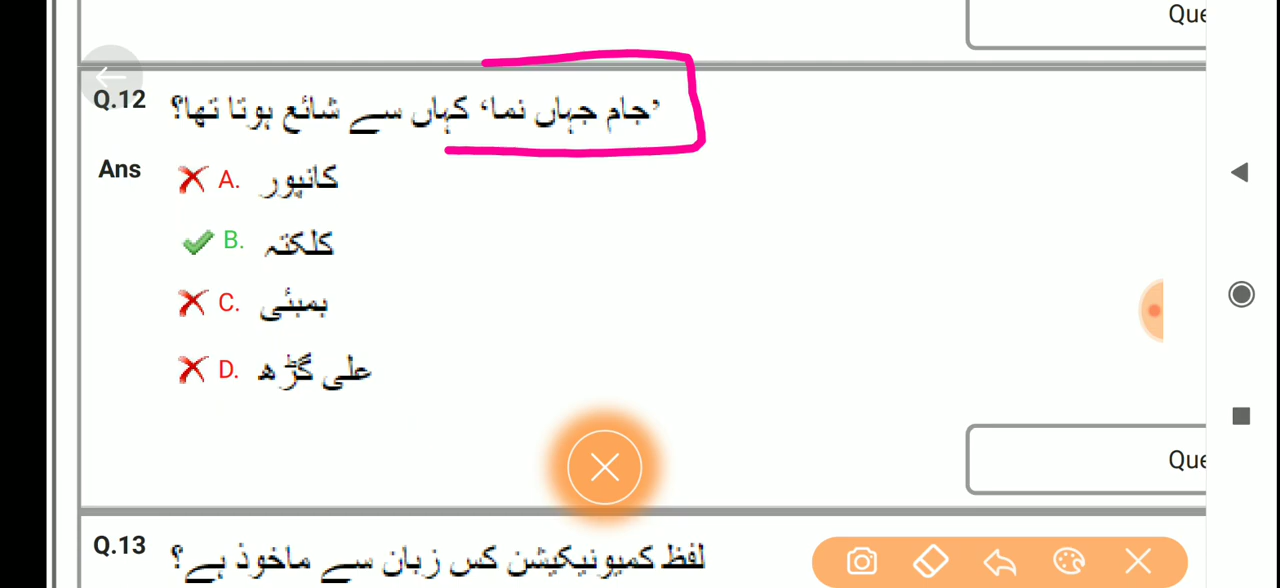 Que
Q.12 ’جام جہاں نما‘ کہاں سے شائع ہوتا تھا؟
Ans A. کانپور
B. کلکتہ
C. بمبئی
D. علی گڑھ
Que
Q.13 لفظ کمیونیکیشن کس زبان سے ماخوذ ہے؟